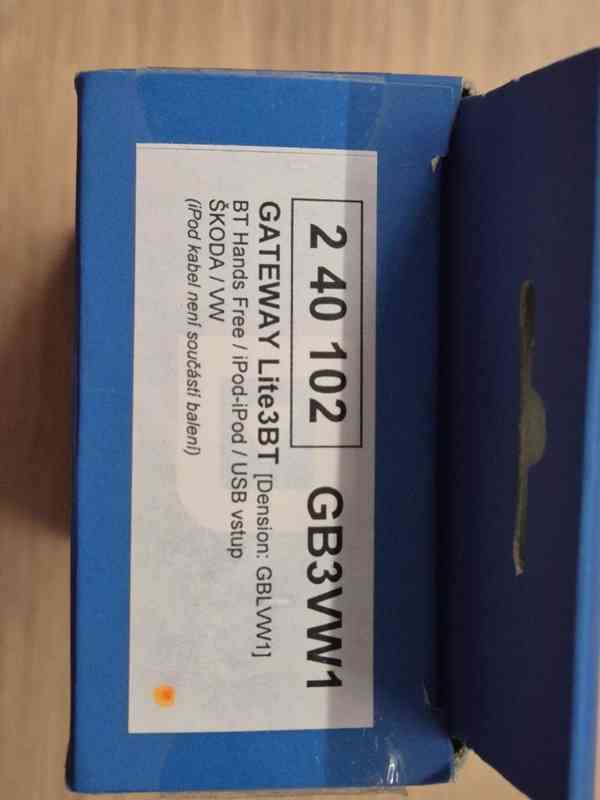 2 40 102 GB3VW1
GATEWAY Lite3BT [Dension: GBLVW1]
BT Hands Free / iPod-iPod / USB vstup
ŠKODA / VW
(iPod kabel není součástí balení)